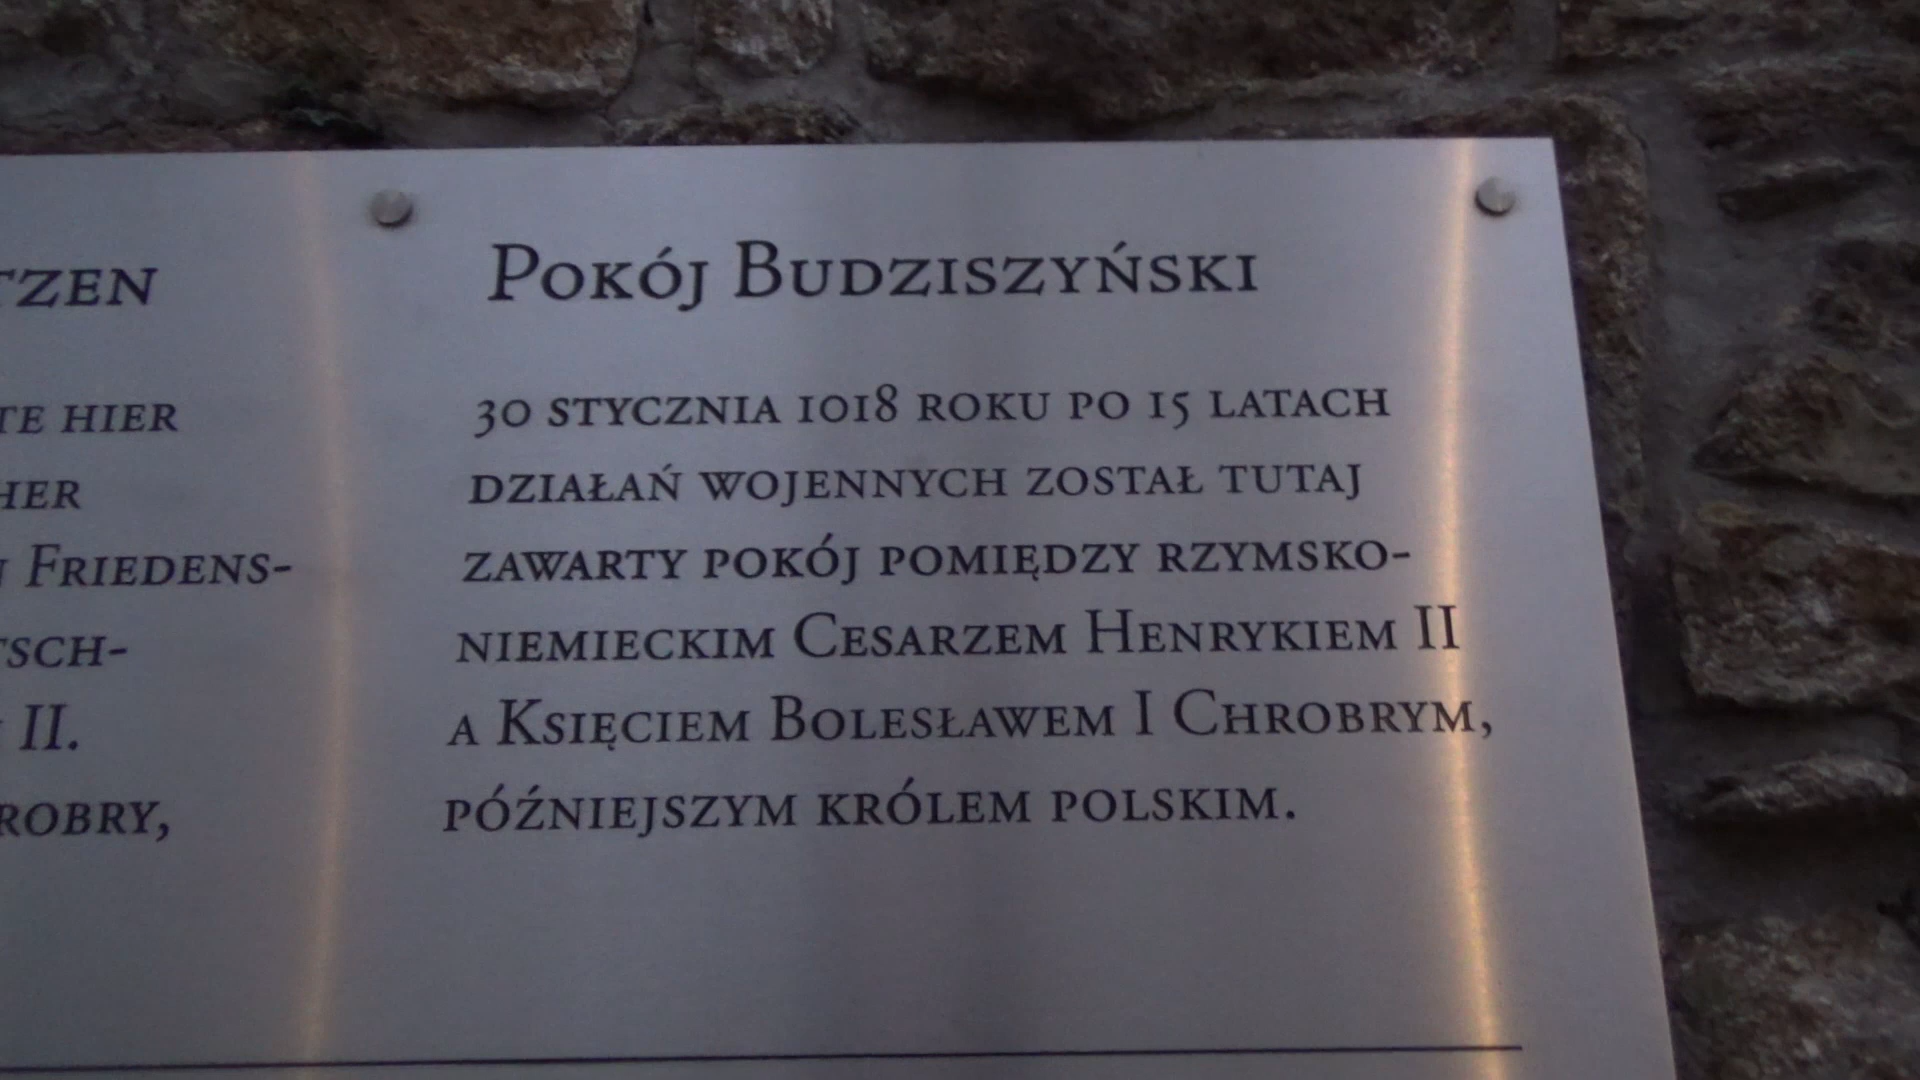 TZEN
TE HIER
HER
N FRIEDENS-
TSCH-
II.
ROBRY,
POKÓJ BUDZISZYŃSKI
30 STYCZNIA 1018 ROKU PO 15 LATACH
DZIAŁAŃ WOJENNYCH ZOSTAŁ TUTAJ
ZAWARTY POKÓJ POMIĘDZY RZYMSKO-
NIEMIECKIM CESARZEM HENRYKIEM II
A KSIĘCIEM BOLESŁAWEM I CHROBRYM,
PÓŹNIEJSZYM KRÓLEM POLSKIM.